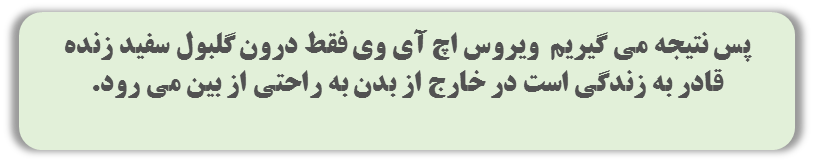 پس نتیجه می گیریم ویروس اچ آی وی فقط درون گلبول سفید زنده
قادر به زندگی است در خارج از بدن به راحتی از بین می رود.